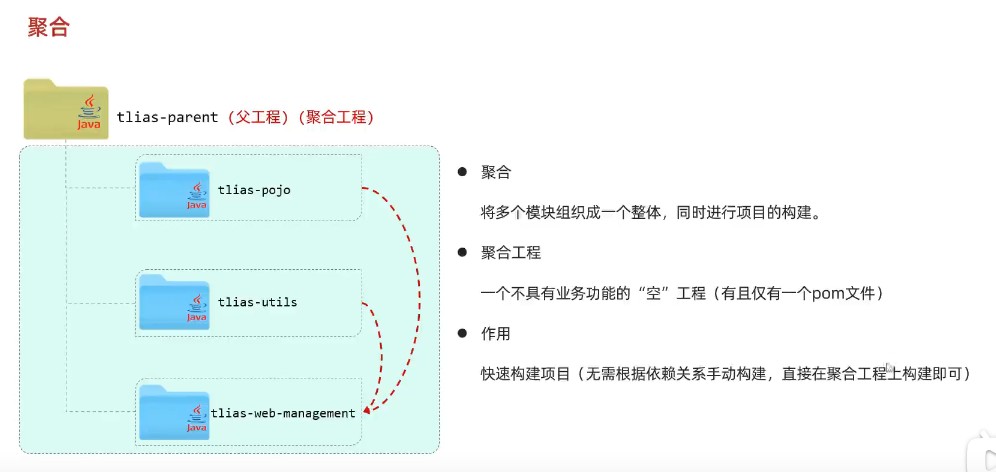 聚合
Java
tlias-parent（父工程）（聚合工程）
Java
tlias-pojo
Java
tlias-utils
Java
tlias-web-management
● 聚合
将多个模块组织成一个整体，同时进行项目的构建。
● 聚合工程
一个不具有业务功能的“空”工程（有且仅有一个pom文件）
● 作用
快速构建项目（无需根据依赖关系手动构建，直接在聚合工程上构建即可）